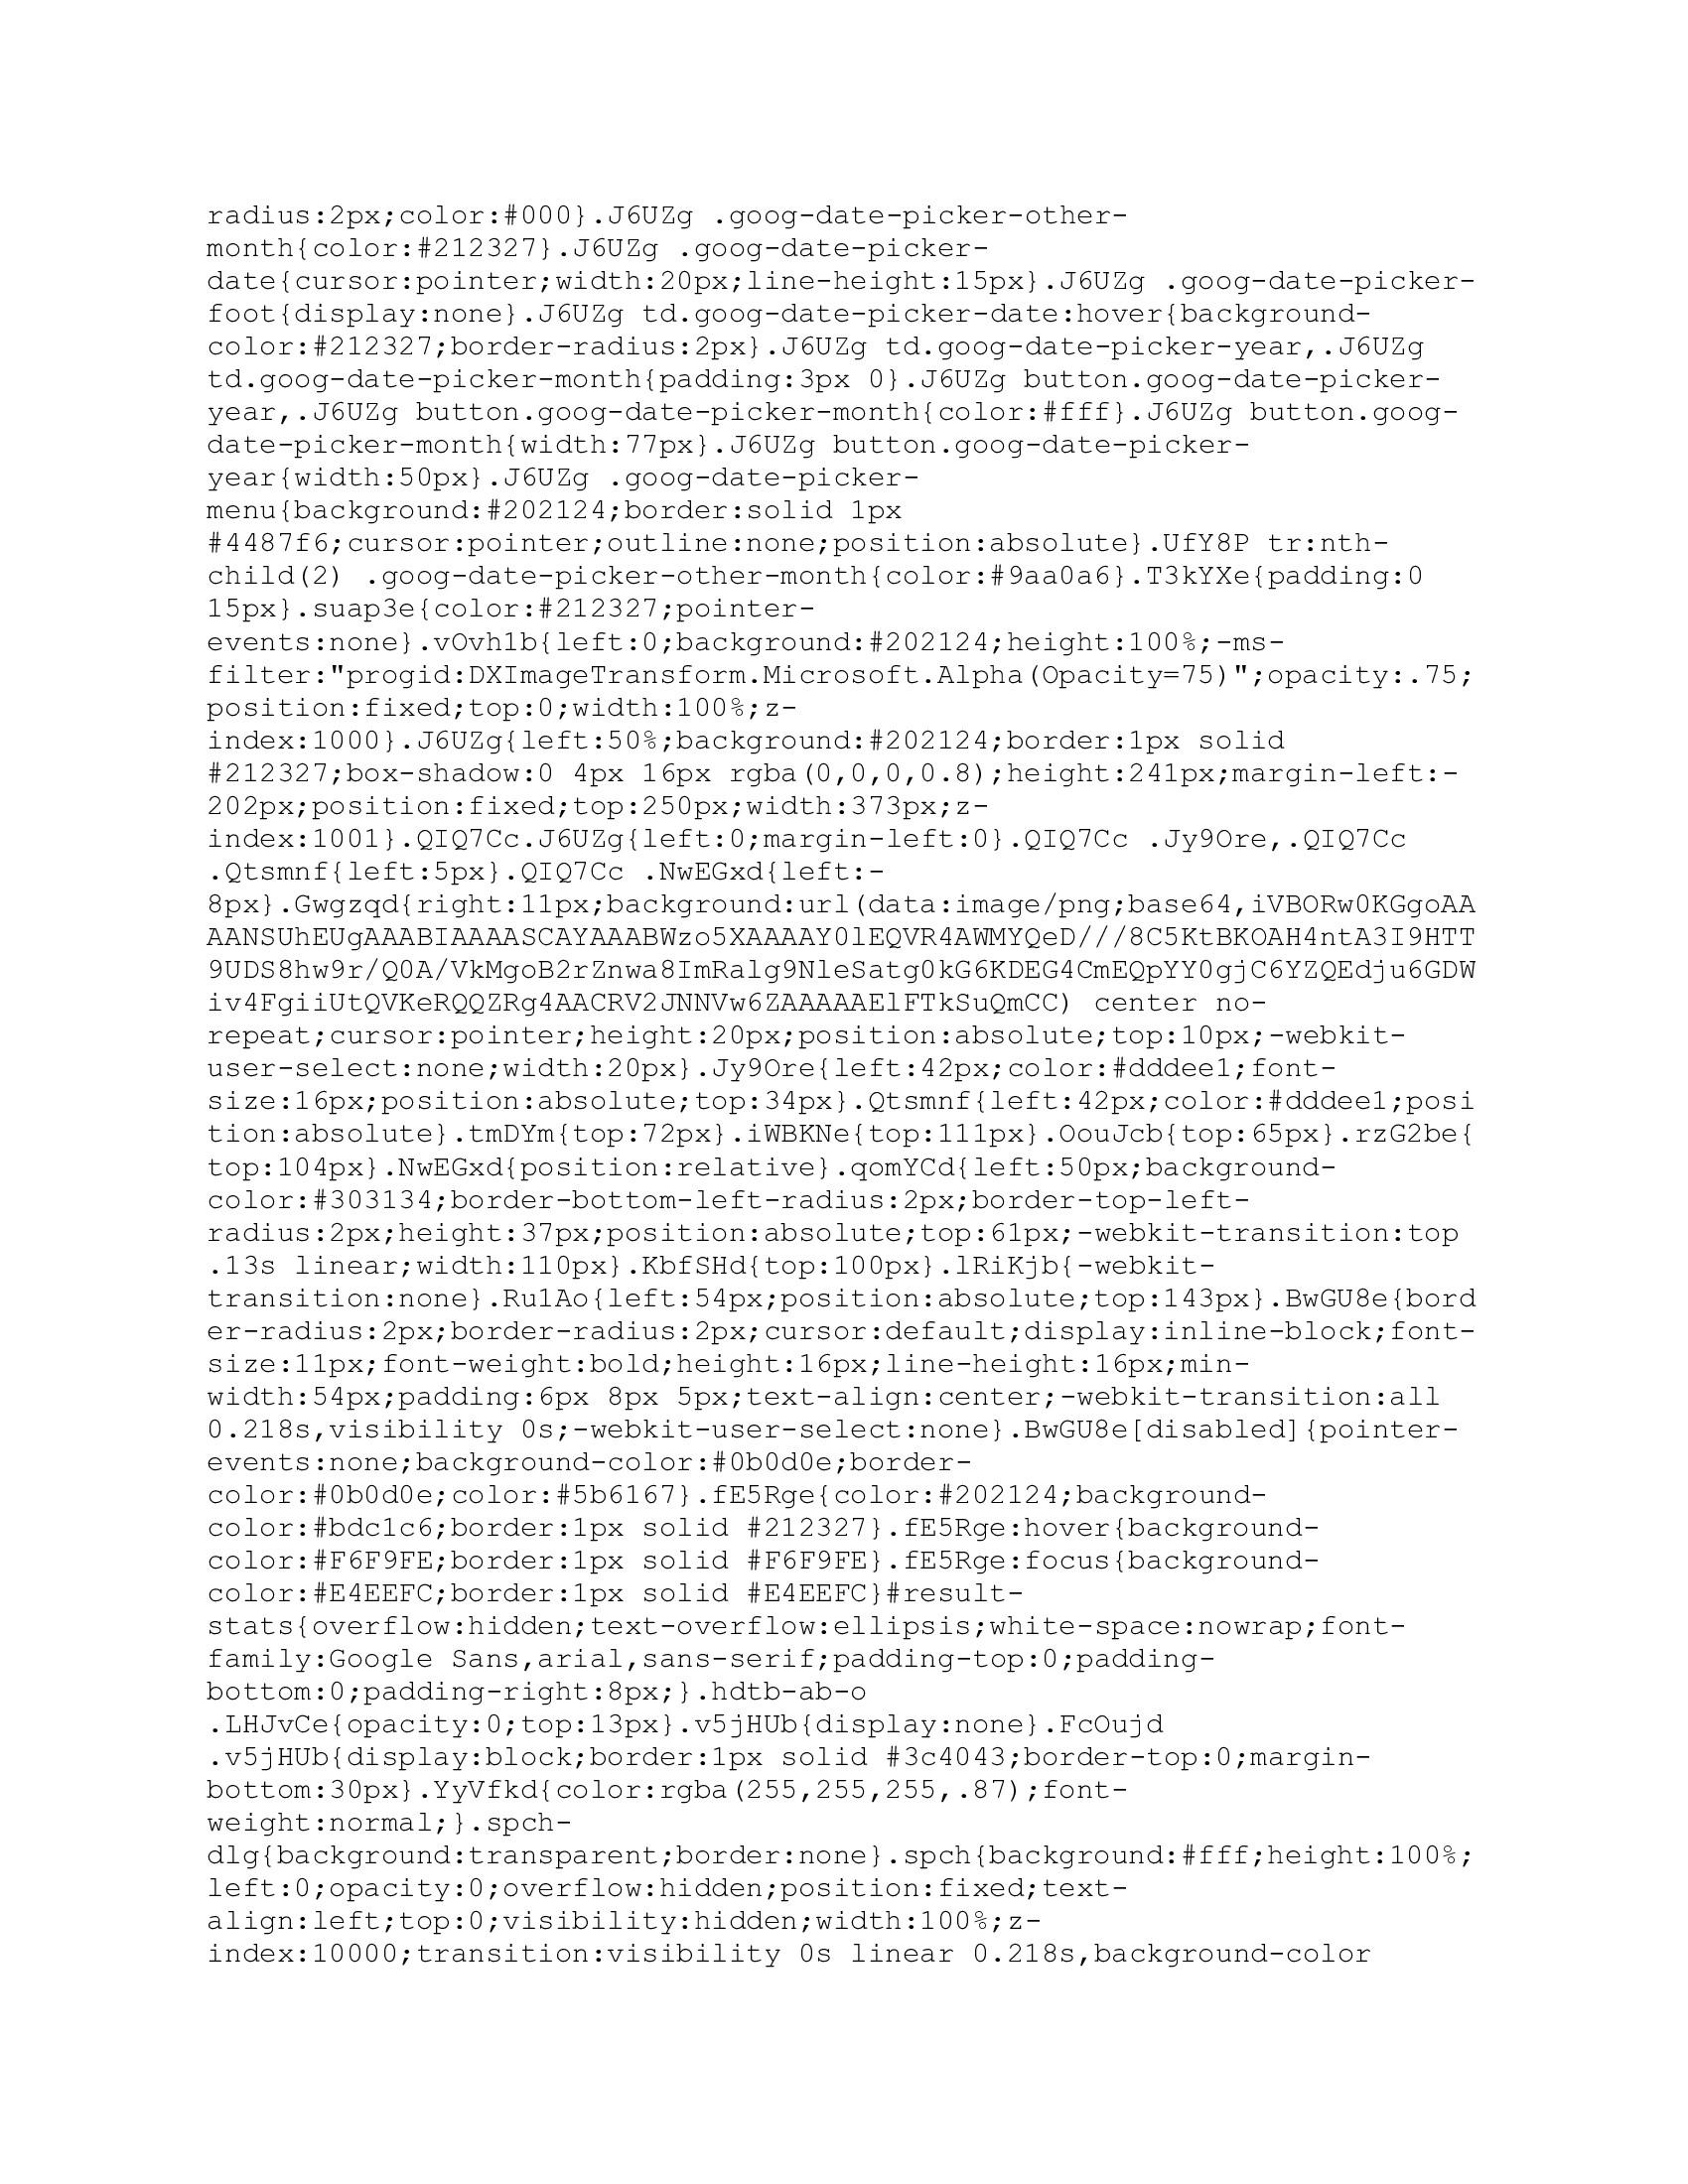 radius:2px;color:#000}.J6UZg .goog-date-picker-other-
month{color:#212327}.J6UZg .goog-date-picker-
date{cursor:pointer;width:20px;line-height:15px}.J6UZg .goog-date-picker-
foot{display:none}.J6UZg td.goog-date-picker-date:hover{background-
color:#212327;border-radius:2px}.J6UZg td.goog-date-picker-year,.J6UZg
td.goog-date-picker-month{padding:3px 0}.J6UZg button.goog-date-picker-
year,.J6UZg button.goog-date-picker-month{color:#fff}.J6UZg button.goog-
date-picker-month{width:77px}.J6UZg button.goog-date-picker-
year{width:50px}.J6UZg .goog-date-picker-
menu{background:#202124;border:solid 1px
#4487f6;cursor:pointer;outline:none;position:absolute}.UfY8P tr:nth-
child(2) .goog-date-picker-other-month{color:#9aa0a6}.T3kYXe{padding:0
15px}.suap3e{color:#212327;pointer-
events:none}.vOvh1b{left:0;background:#202124;height:100%;-ms-
filter:"progid:DXImageTransform.Microsoft.Alpha(Opacity=75)";opacity:.75;
position:fixed;top:0;width:100%;z-
index:1000}.J6UZg{left:50%;background:#202124;border:1px solid
#212327;box-shadow:0 4px 16px rgba(0,0,0,0.8);height:241px;margin-left:-
202px;position:fixed;top:250px;width:373px;z-
index:1001}.QIQ7Cc.J6UZg{left:0;margin-left:0}.QIQ7Cc .Jy9Ore,.QIQ7Cc
.Qtsmnf{left:5px}.QIQ7Cc .NwEGxd{left:-
8px}.Gwgzqd{right:11px;background:url(data:image/png;base64,iVBORw0KGgoAA
AANSUhEUgAAABIAAAASCAYAAABWzo5XAAAAY0lEQVR4AWMYQeD///8C5KtBKOAH4ntA3I9HTT
9UDS8hw9r/Q0A/VkMgoB2rZnwa8ImRalg9NleSatg0kG6KDEG4CmEQpYY0gjC6YZQEdju6GDW
iv4FgiiUtQVKeRQQZRg4AACRV2JNNVw6ZAAAAAElFTkSuQmCC) center no-
repeat;cursor:pointer;height:20px;position:absolute;top:10px;-webkit-
user-select:none;width:20px}.Jy9Ore{left:42px;color:#dddee1;font-
size:16px;position:absolute;top:34px}.Qtsmnf{left:42px;color:#dddee1;posi
tion:absolute}.tmDYm{top:72px}.iWBKNe{top:111px}.OouJcb{top:65px}.rzG2be{
top:104px}.NwEGxd{position:relative}.qomYCd{left:50px;background-
color:#303134;border-bottom-left-radius:2px;border-top-left-
radius:2px;height:37px;position:absolute;top:61px;-webkit-transition:top
.13s linear;width:110px}.KbfSHd{top:100px}.lRiKjb{-webkit-
transition:none}.Ru1Ao{left:54px;position:absolute;top:143px}.BwGU8e{bord
er-radius:2px;border-radius:2px;cursor:default;display:inline-block;font-
size:11px;font-weight:bold;height:16px;line-height:16px;min-
width:54px;padding:6px 8px 5px;text-align:center;-webkit-transition:all
0.218s,visibility 0s;-webkit-user-select:none}.BwGU8e[disabled]{pointer-
events:none;background-color:#0b0d0e;border-
color:#0b0d0e;color:#5b6167}.fE5Rge{color:#202124;background-
color:#bdc1c6;border:1px solid #212327}.fE5Rge:hover{background-
color:#F6F9FE;border:1px solid #F6F9FE}.fE5Rge:focus{background-
color:#E4EEFC;border:1px solid #E4EEFC}#result-
stats{overflow:hidden;text-overflow:ellipsis;white-space:nowrap;font-
family:Google Sans,arial,sans-serif;padding-top:0;padding-
bottom:0;padding-right:8px;}.hdtb-ab-o
.LHJvCe{opacity:0;top:13px}.v5jHUb{display:none}.FcOujd
.v5jHUb{display:block;border:1px solid #3c4043;border-top:0;margin-
bottom:30px}.YyVfkd{color:rgba(255,255,255,.87);font-
weight:normal;}.spch-
dlg{background:transparent;border:none}.spch{background:#fff;height:100%;
left:0;opacity:0;overflow:hidden;position:fixed;text-
align:left;top:0;visibility:hidden;width:100%;z-
index:10000;transition:visibility 0s linear 0.218s,background-color